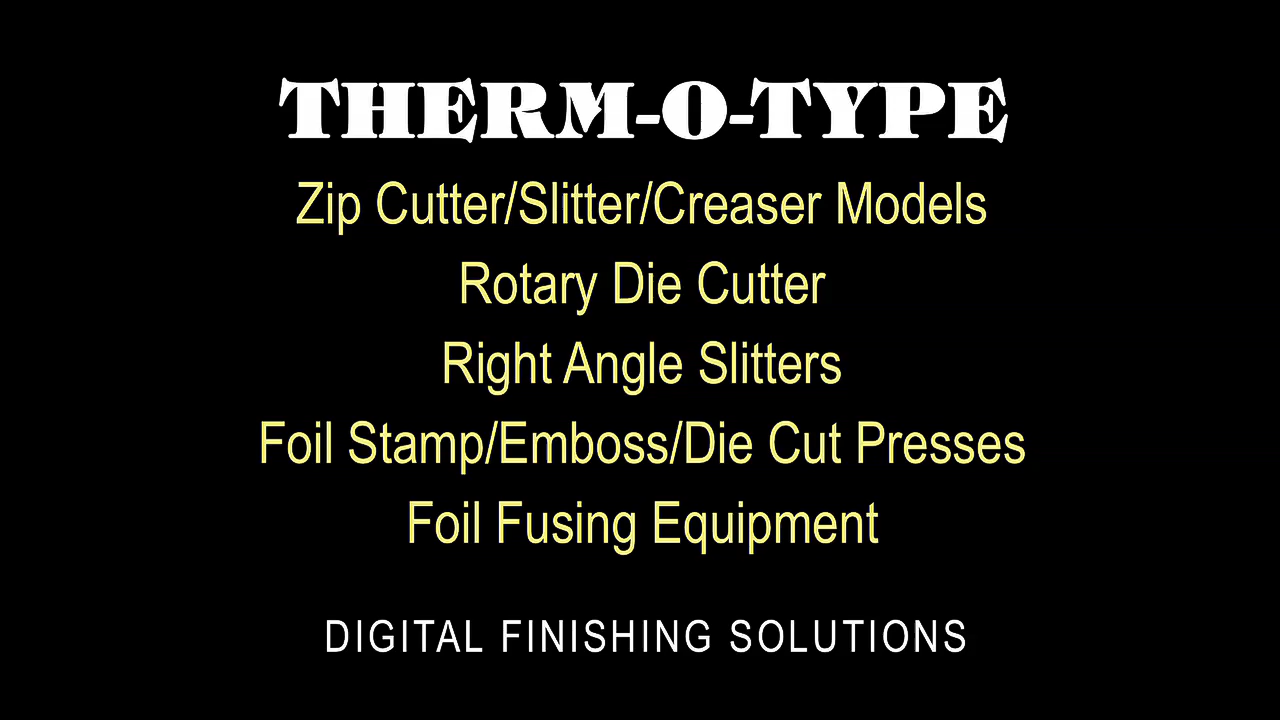 THERM-O-TYPE
Zip Cutter/Slitter/Creaser Models
Rotary Die Cutter
Right Angle Slitters
Foil Stamp/Emboss/Die Cut Presses
Foil Fusing Equipment
DIGITAL FINISHING SOLUTIONS